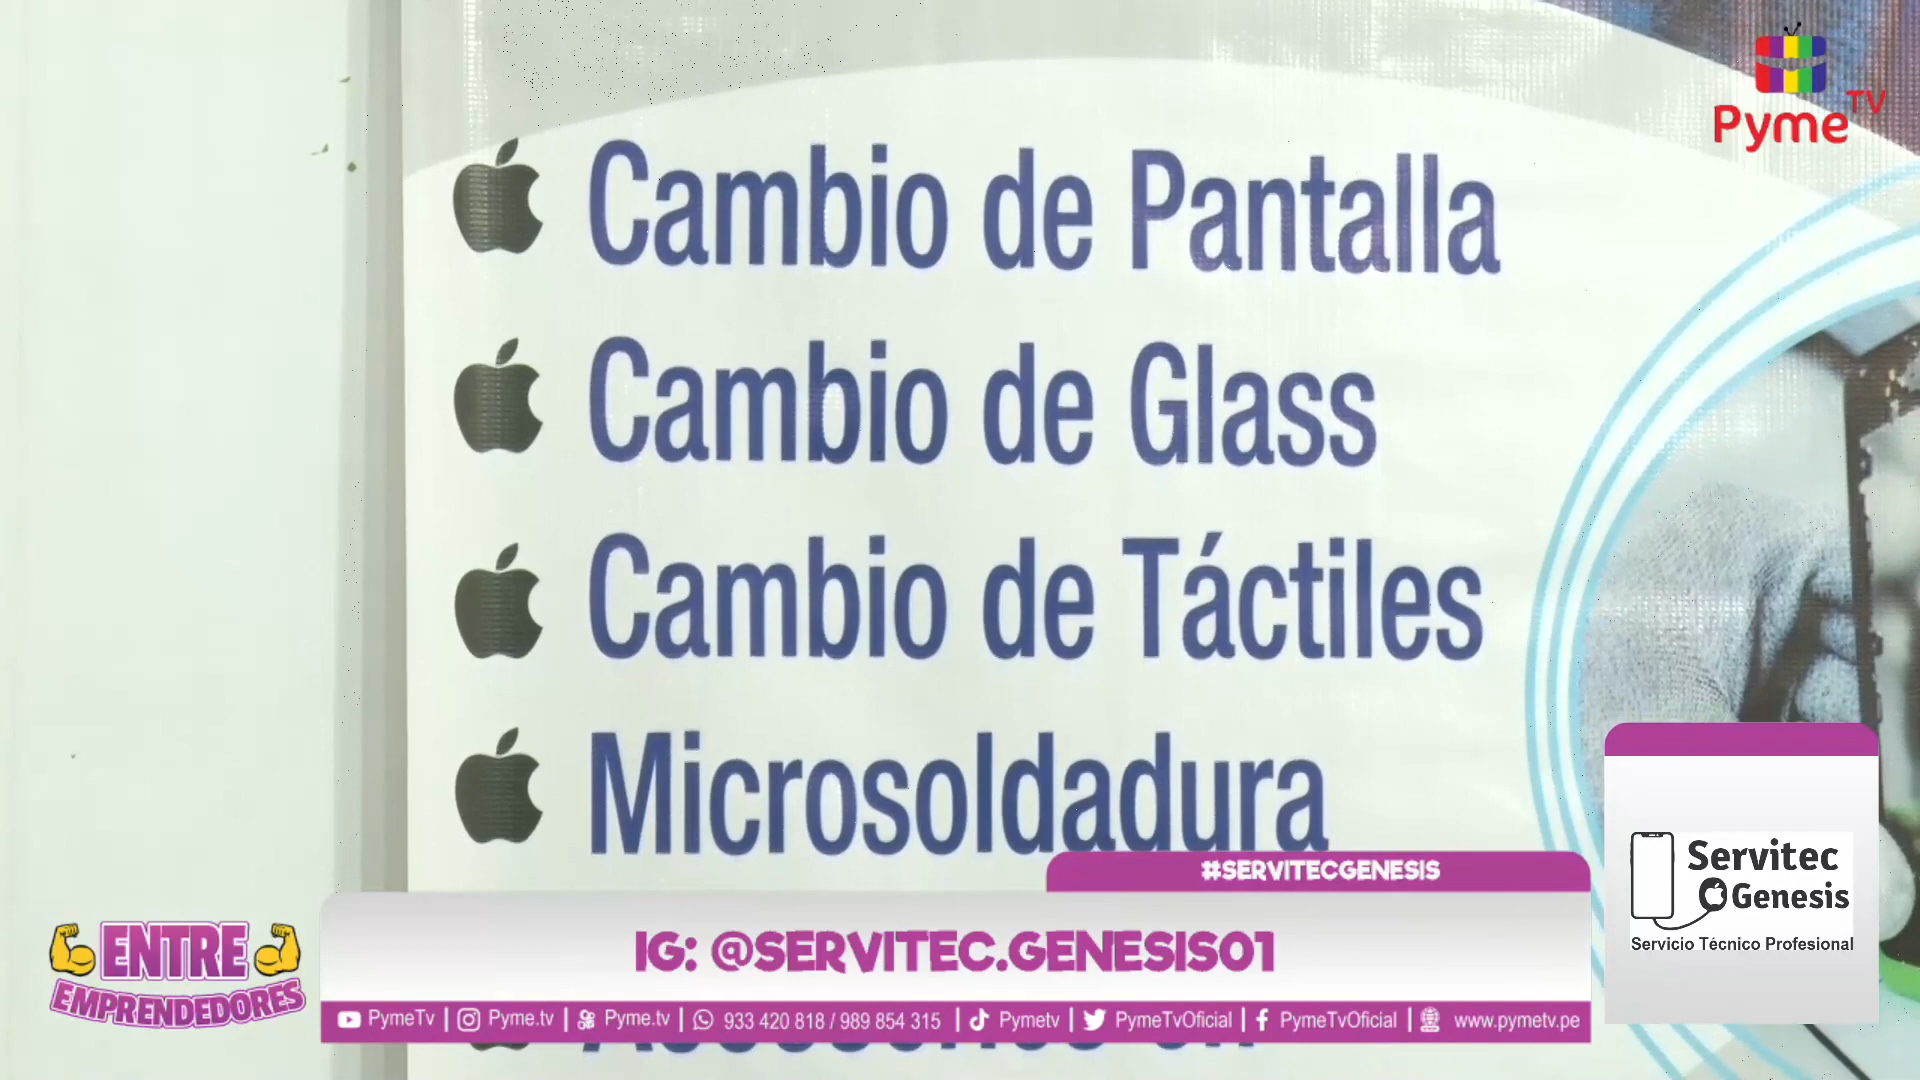 Pyme TV
Cambio de Pantalla
Cambio de Glass
Cambio de Táctiles
Microsoldadura
#SERVITECGENESIS
IG: @SERVITEC.GENESIS01
ENTRE
EMPRENDEDORES
Servitec
Genesis
Servicio Técnico Profesional
PymeTv | Pyme.tv | Pyme.tv | 933 420 818 / 989 854 315 | Pymetv | PymeTvOficial | PymeTvOficial | www.pymetv.pe